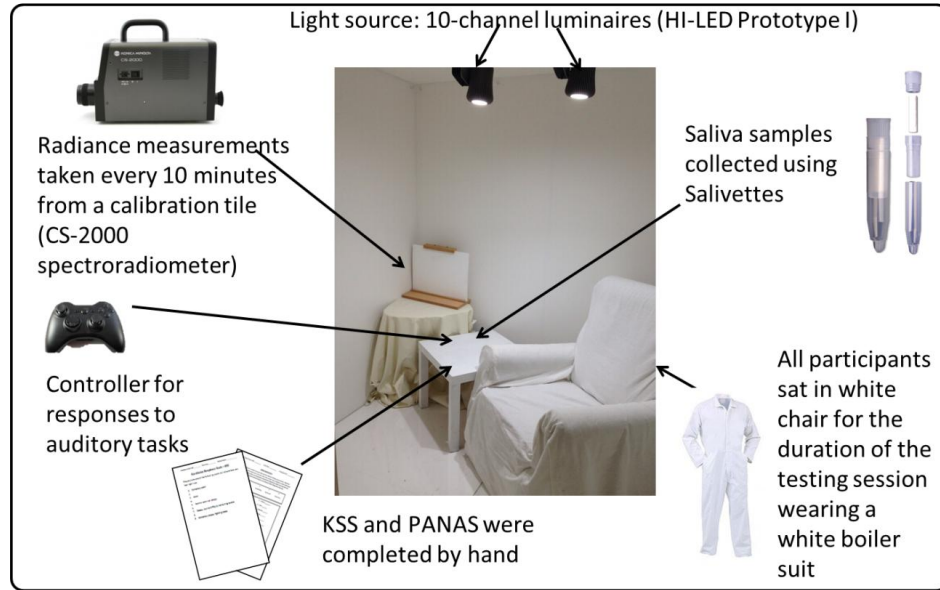 Light source: 10-channel luminaires (HI-LED Prototype I)
Radiance measurements
taken every 10 minutes
from a calibration tile
(CS-2000
spectroradiometer)
Saliva samples
collected using
Salivettes
Controller for
responses to
auditory tasks
KSS and PANAS were
completed by hand
All participants
sat in white
chair for the
duration of the
testing session
wearing a
white boiler
suit